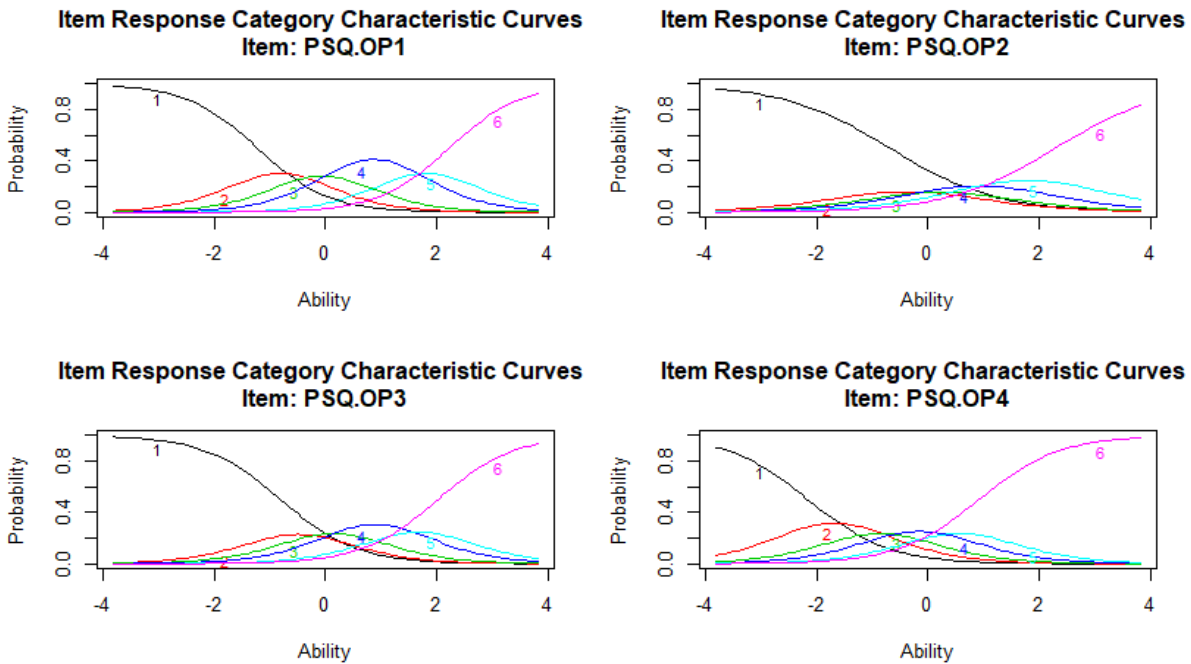 Item Response Category Characteristic Curves
Item: PSQ.OP1
Probability
0.0 0.4 0.8
1
2
3
4
5
6
-4 -2 0 2 4
Ability
Item Response Category Characteristic Curves
Item: PSQ.OP2
Probability
0.0 0.4 0.8
1
2
3
4
5
6
-4 -2 0 2 4
Ability
Item Response Category Characteristic Curves
Item: PSQ.OP3
Probability
0.0 0.4 0.8
1
2
3
4
5
6
-4 -2 0 2 4
Ability
Item Response Category Characteristic Curves
Item: PSQ.OP4
Probability
0.0 0.4 0.8
1
2
3
4
5
6
-4 -2 0 2 4
Ability